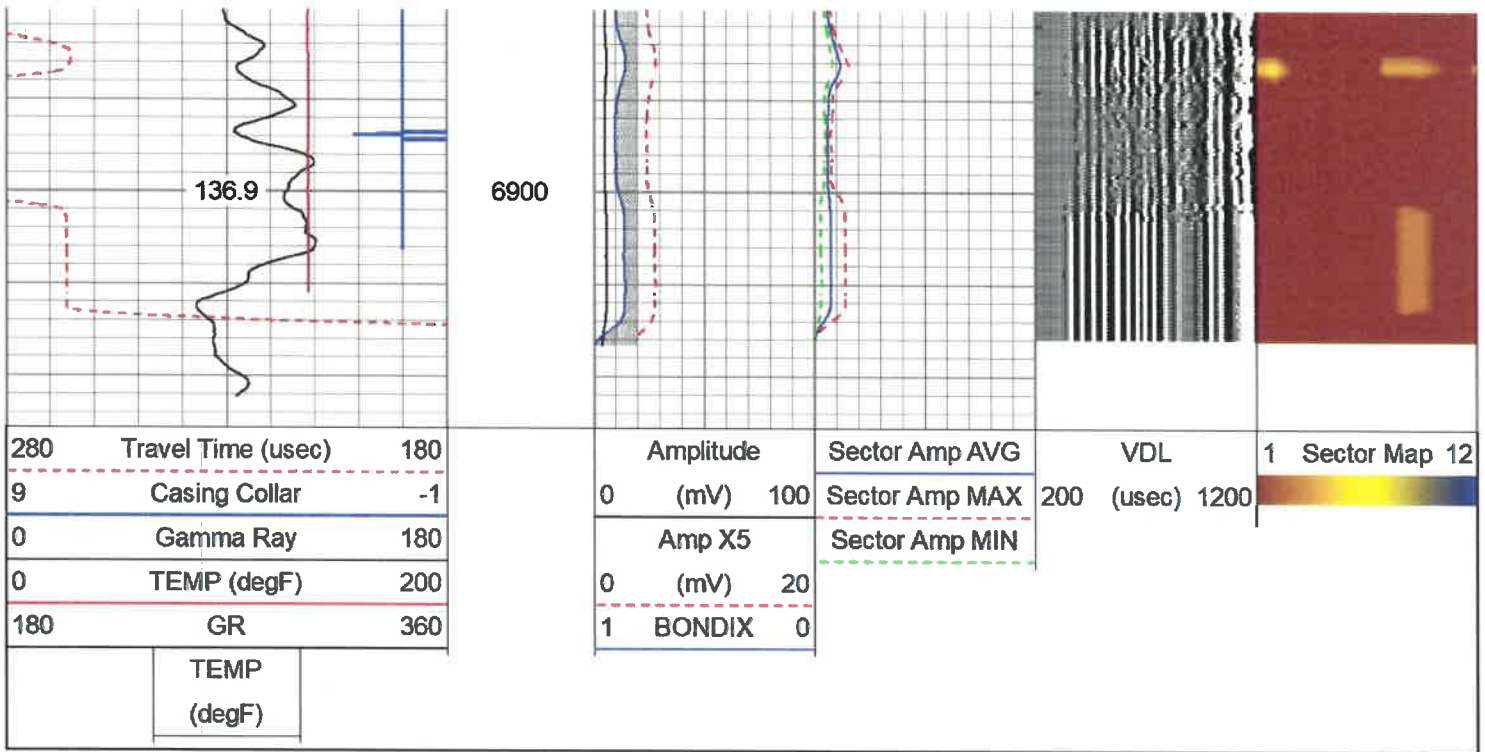 136.9
6900
280 Travel Time (usec) 180
9 Casing Collar -1
0 Gamma Ray 180
0 TEMP (degF) 200
180 GR 360
TEMP
(degF)
Amplitude
0 (mV) 100
Amp X5
0 (mV) 20
1 BONDIX 0
Sector Amp AVG
Sector Amp MAX
Sector Amp MIN
VDL
200 (usec) 1200
1 Sector Map 12